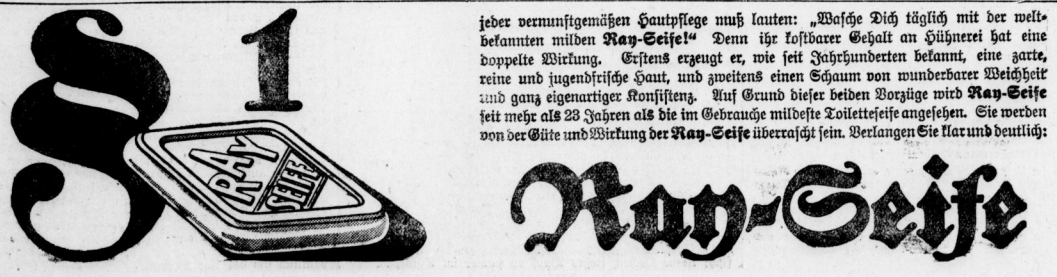 § 1
jeder vernunftgemäßen Hautpflege muß lauten: „Wasche Dich täglich mit der welt-
bekannten milden Ray-Seife!“ Denn ihr kostbarer Gehalt an Hühnerei hat eine
doppelte Wirkung. Erstens erzeugt er, wie seit Jahrhunderten bekannt, eine zarte,
reine und jugendfrische Haut, und zweitens einen Schaum von wunderbarer Weichheit
und ganz eigenartiger Konsistenz. Auf Grund dieser beiden Vorzüge wird Ray-Seife
seit mehr als 23 Jahren als die im Gebrauche mildeste Toiletteseife angesehen. Sie werden
von der Güte und Wirkung der Ray-Seife überrascht sein. Verlangen Sie klar und deutlich:
RAY
SEIFE
Ray-Seife